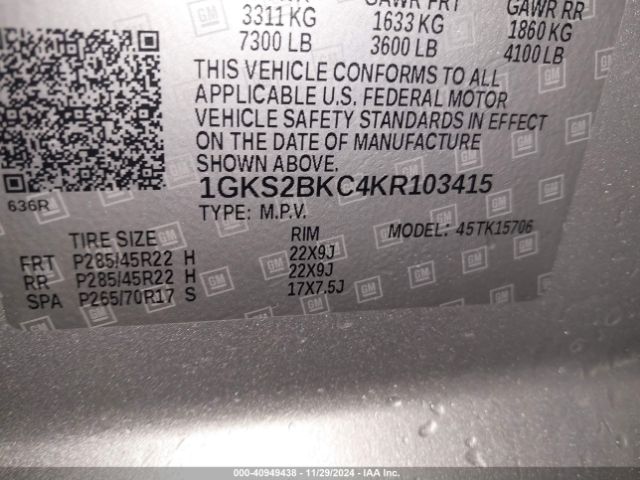 GAWR FRT GAWR RR
3311 KG 1633 KG 1860 KG
7300 LB 3600 LB 4100 LB
THIS VEHICLE CONFORMS TO ALL
APPLICABLE U.S. FEDERAL MOTOR
VEHICLE SAFETY STANDARDS IN EFFECT
ON THE DATE OF MANUFACTURE
SHOWN ABOVE.
636R 1GKS2BKC4KR103415
TYPE: M.P.V. MODEL: 45TK15706
TIRE SIZE RIM
FRT P285/45R22 H 22X9J
RR P285/45R22 H 22X9J
SPA P265/70R17 S 17X7.5J
GM
000-40949438 - 11/29/2024 - IAA Inc.